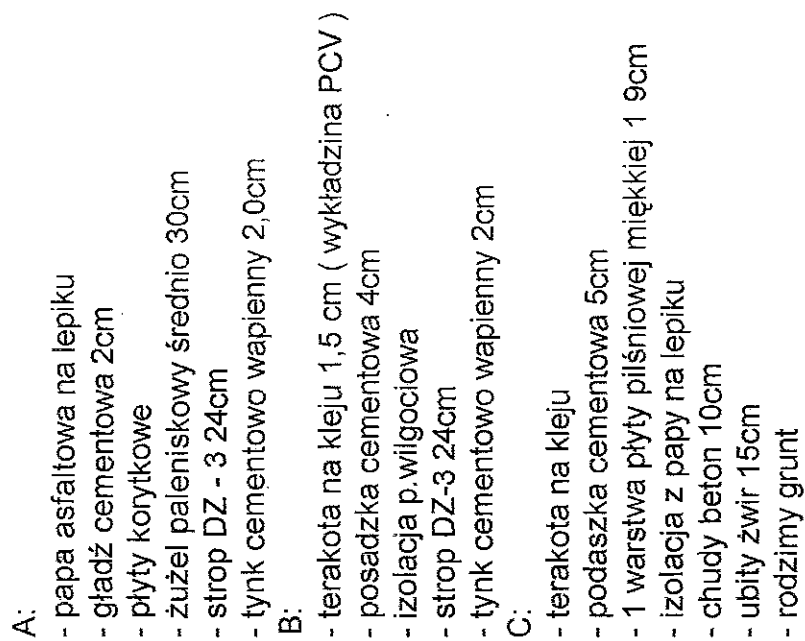 A:
- papa asfaltowa na lepiku
- gładź cementowa 2cm
- płyty korytkowe
- żużel paleniskowy średnio 30cm
- strop DZ - 3 24cm
- tynk cementowo wapienny 2,0cm
B:
- terakota na kleju 1,5 cm ( wykładzina PCV )
- posadzka cementowa 4cm
- izolacja p.wilgociowa
- strop DZ-3 24cm
- tynk cementowo wapienny 2cm
C:
- terakota na kleju
- podaszka cementowa 5cm
- 1 warstwa płyty pilśniowej miękkiej 1 9cm
- izolacja z papy na lepiku
- chudy beton 10cm
- ubity żwir 15cm
- rodzimy grunt